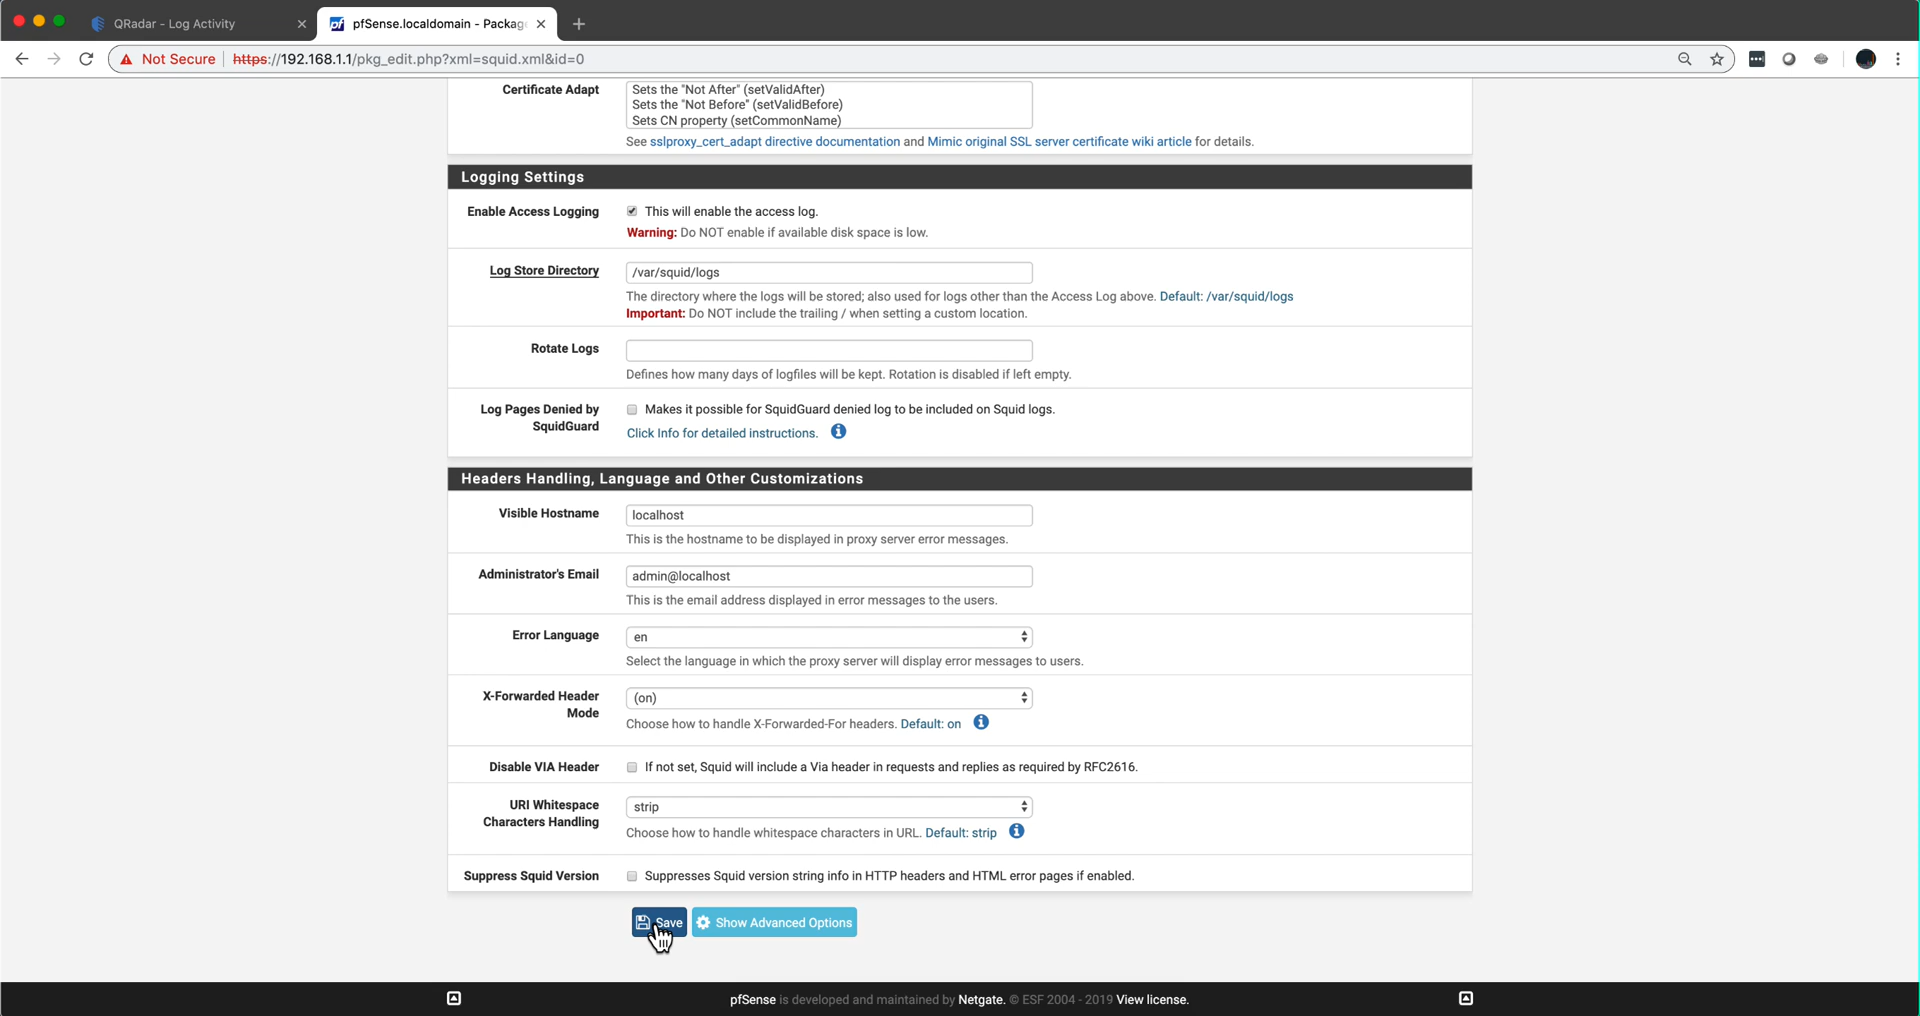 QRadar - Log Activity
pfSense.localdomain - Packag
Not Secure
https://192.168.1.1/pkg_edit.php?xml=squid.xml&id=0
Certificate Adapt
Sets the "Not After" (setValidAfter)
Sets the "Not Before" (setValidBefore)
Sets CN property (setCommonName)
See sslproxy_cert_adapt directive documentation and Mimic original SSL server certificate wiki article for details.
Logging Settings
Enable Access Logging
This will enable the access log.
Warning: Do NOT enable if available disk space is low.
Log Store Directory
/var/squid/logs
The directory where the logs will be stored; also used for logs other than the Access Log above. Default: /var/squid/logs
Important: Do NOT include the trailing / when setting a custom location.
Rotate Logs
Defines how many days of logfiles will be kept. Rotation is disabled if left empty.
Log Pages Denied by
SquidGuard
Makes it possible for SquidGuard denied log to be included on Squid logs.
Click Info for detailed instructions.
Headers Handling, Language and Other Customizations
Visible Hostname
localhost
This is the hostname to be displayed in proxy server error messages.
Administrator's Email
admin@localhost
This is the email address displayed in error messages to the users.
Error Language
en
Select the language in which the proxy server will display error messages to users.
X-Forwarded Header
Mode
(on)
Choose how to handle X-Forwarded-For headers. Default: on
Disable VIA Header
If not set, Squid will include a Via header in requests and replies as required by RFC2616.
URI Whitespace
Characters Handling
strip
Choose how to handle whitespace characters in URL. Default: strip
Suppress Squid Version
Suppresses Squid version string info in HTTP headers and HTML error pages if enabled.
Save
Show Advanced Options
pfSense is developed and maintained by Netgate. © ESF 2004 - 2019 View license.